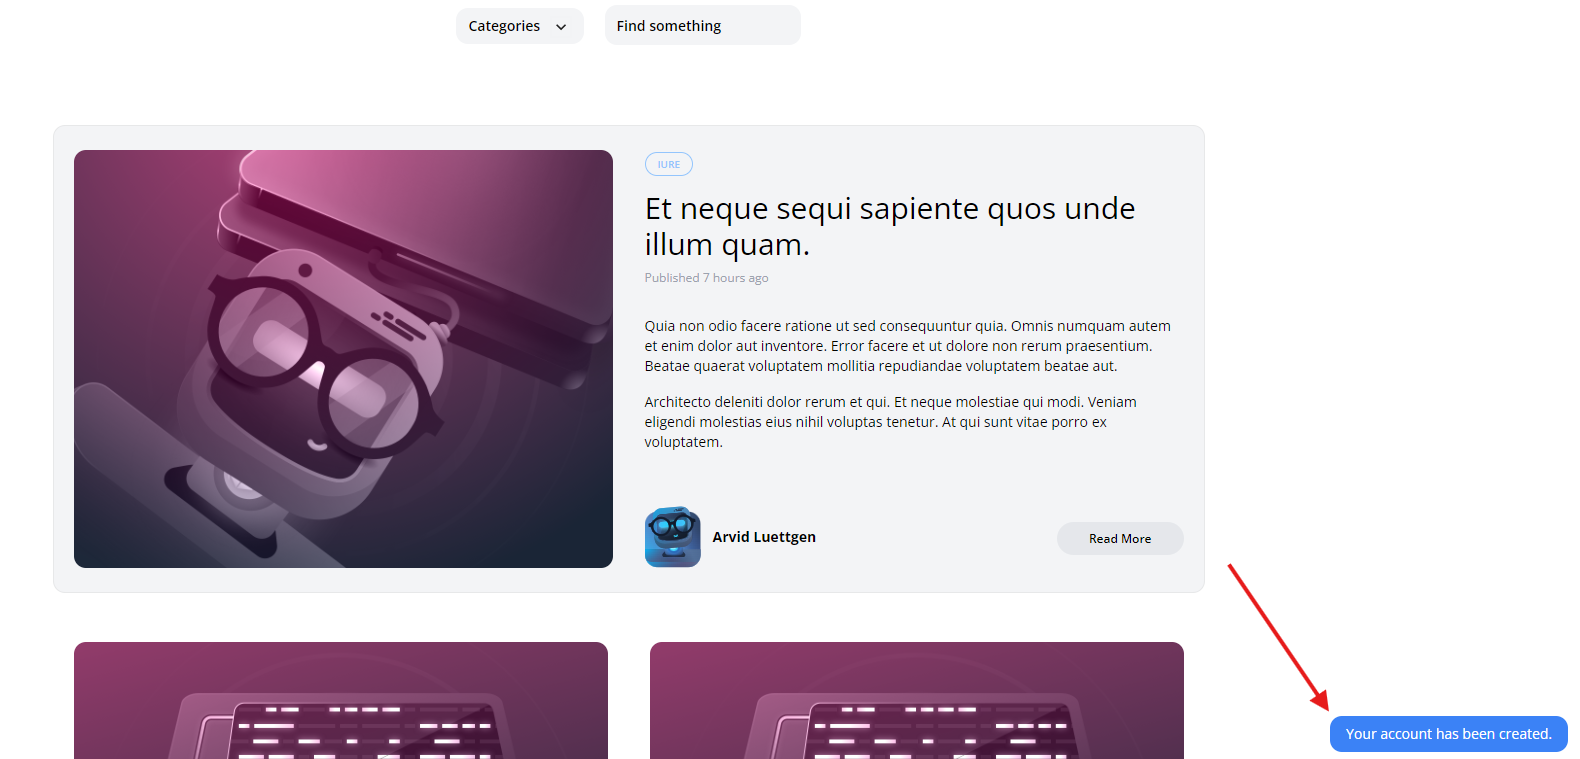 Categories
Find something
IURE
Et neque sequi sapiente quos unde
illum quam.
Published 7 hours ago
Quia non odio facere ratione ut sed consequuntur quia. Omnis numquam autem
et enim dolor aut inventore. Error facere et ut dolore non rerum praesentium.
Beatae quaerat voluptatem mollitia repudiandae voluptatem beatae aut.
Architecto deleniti dolor rerum et qui. Et neque molestiae qui modi. Veniam
eligendi molestias eius nihil voluptas tenetur. At qui sunt vitae porro ex
voluptatem.
Arvid Luettgen
Read More
Your account has been created.